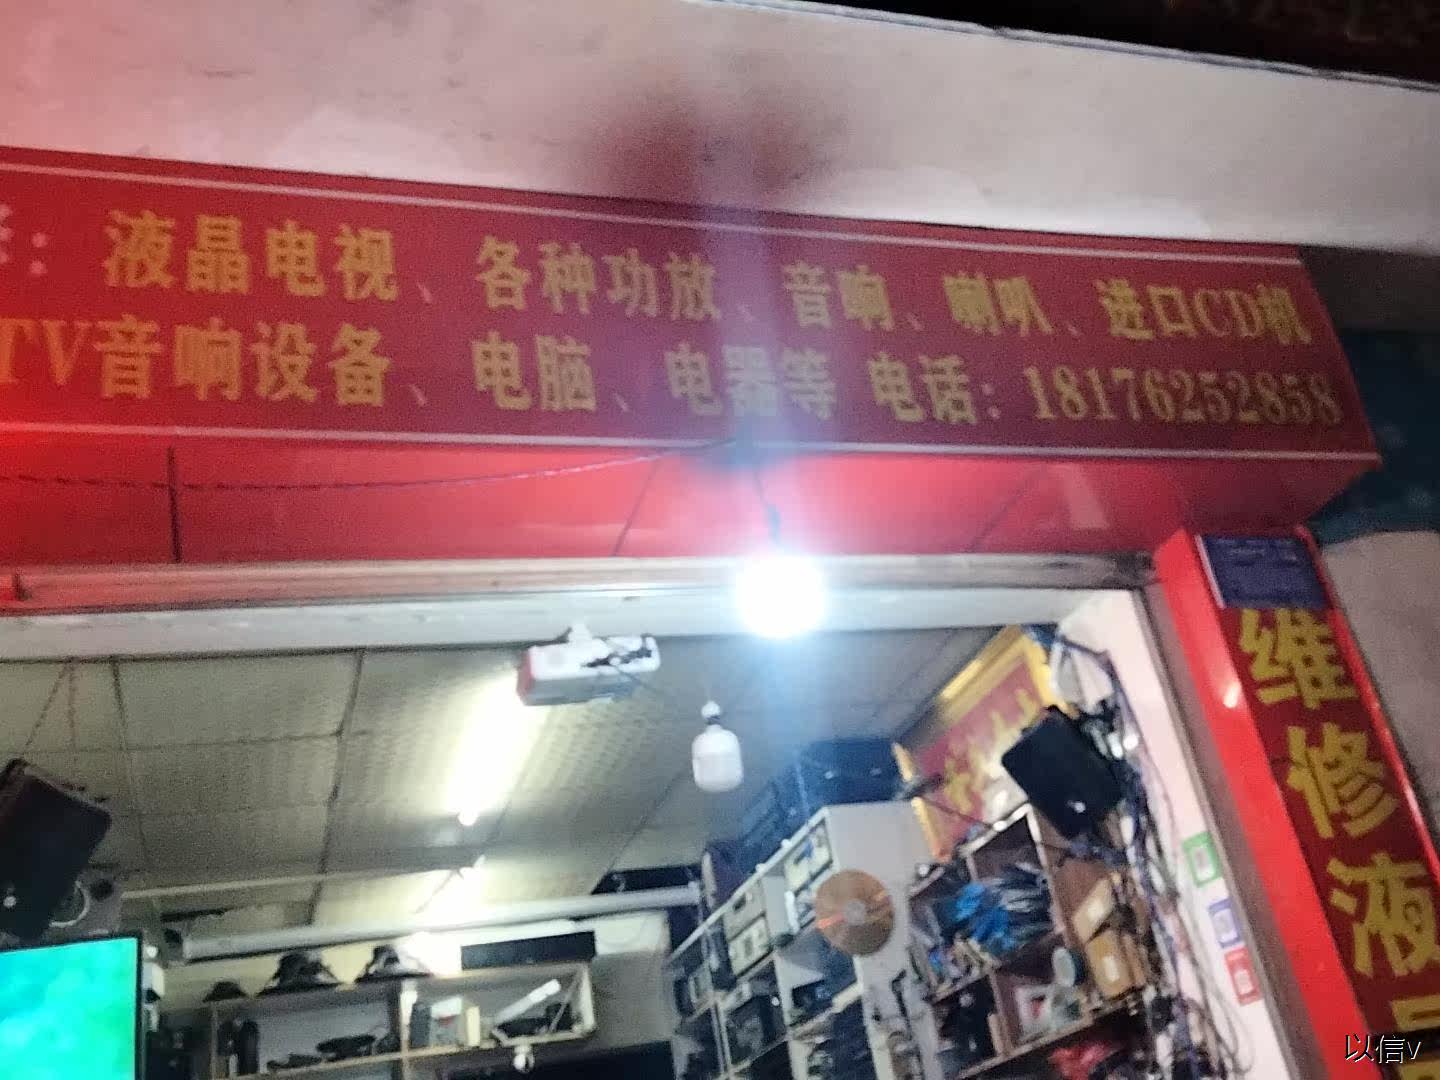 ：液晶电视、各种功放、音响、喇叭、进口CD机
TV音响设备、电脑、电器等 电话：18176252858
维修液晶
以信v